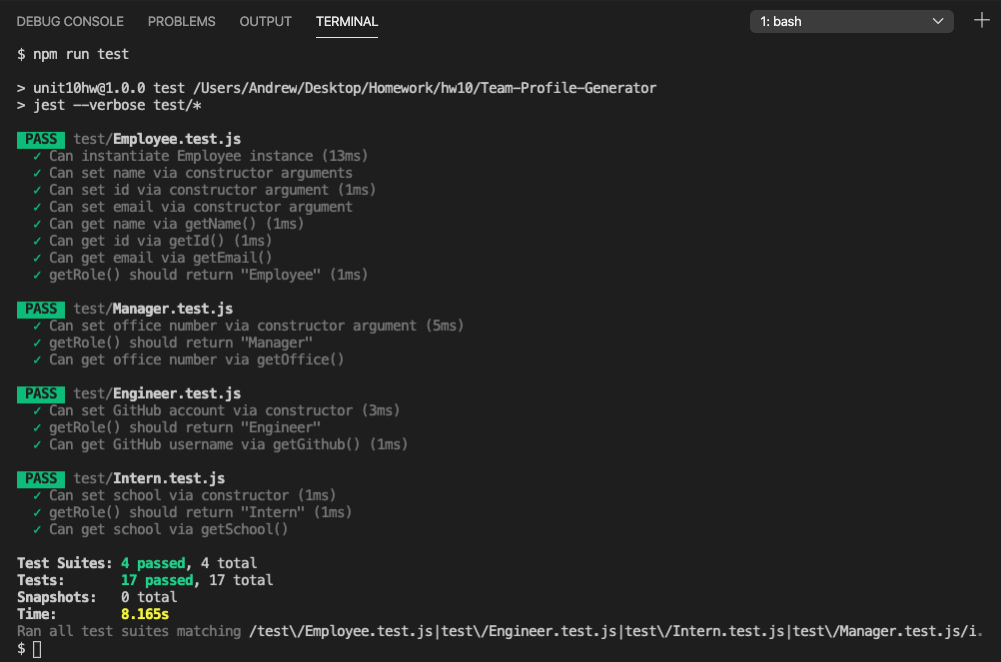 DEBUG CONSOLE PROBLEMS OUTPUT TERMINAL 1: bash
$ npm run test
> unit10hw@1.0.0 test /Users/Andrew/Desktop/Homework/hw10/Team-Profile-Generator
> jest --verbose test/*
PASS test/Employee.test.js
✓ Can instantiate Employee instance (13ms)
✓ Can set name via constructor arguments
✓ Can set id via constructor argument (1ms)
✓ Can set email via constructor argument
✓ Can get name via getName() (1ms)
✓ Can get id via getId() (1ms)
✓ Can get email via getEmail()
✓ getRole() should return "Employee" (1ms)
PASS test/Manager.test.js
✓ Can set office number via constructor argument (5ms)
✓ getRole() should return "Manager"
✓ Can get office number via getOffice()
PASS test/Engineer.test.js
✓ Can set GitHub account via constructor (3ms)
✓ getRole() should return "Engineer"
✓ Can get GitHub username via getGithub() (1ms)
PASS test/Intern.test.js
✓ Can set school via constructor (1ms)
✓ getRole() should return "Intern" (1ms)
✓ Can get school via getSchool()
Test Suites: 4 passed, 4 total
Tests: 17 passed, 17 total
Snapshots: 0 total
Time: 8.165s
Ran all test suites matching /test\/Employee.test.js|test\/Engineer.test.js|test\/Intern.test.js|test\/Manager.test.js/i.
$